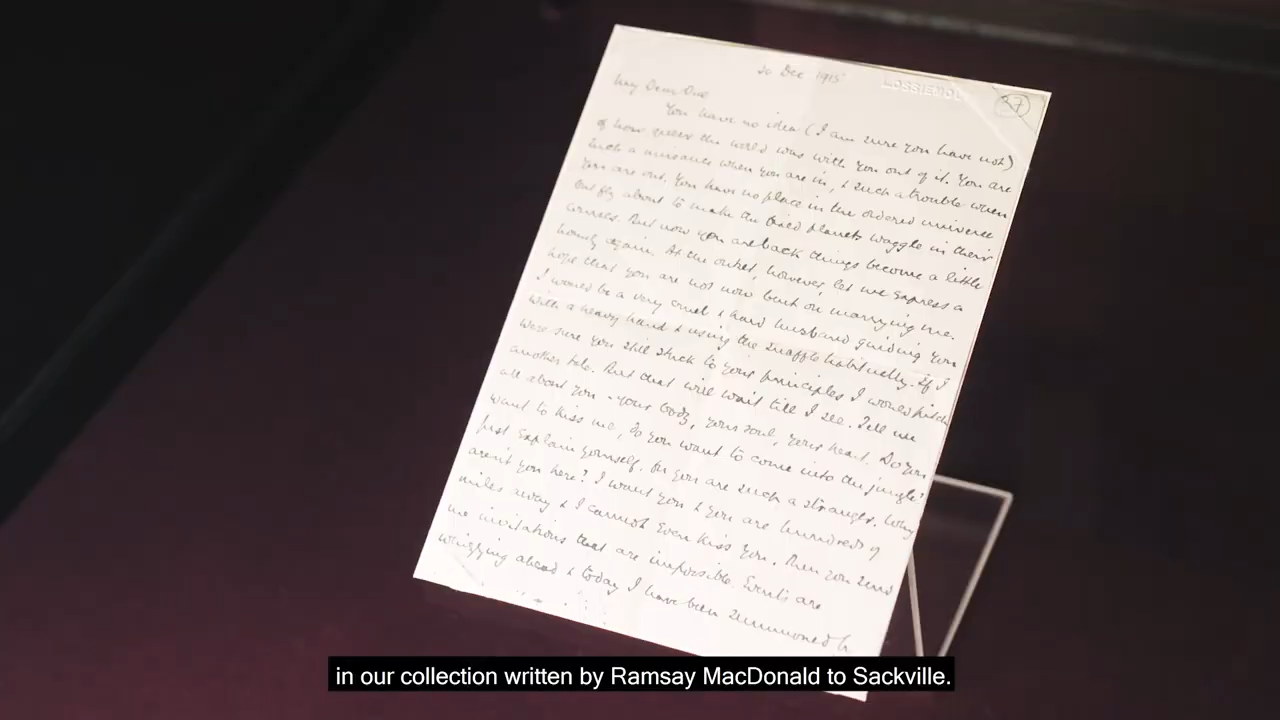 30 Dec 1915
LOSSIEMOU
37
My Dear One
You have no idea (I am sure you have not)
of how queer the world was with you out of it. You are
such a nuisance when you are in, & such a trouble when
you are out. You have no place in the ordered universe
but fly about to make the fixed planets waggle in their
courses. But now you are back things become a little
homely again. At the outset, however, let me express a
hope that you are not now bent on marrying me.
I would be a very cruel & hard husband guiding you
with a heavy hand & using the snaffle habitually. If I
were sure you still stuck to your principles I would pitch
another tale. But that will wait till I see. Tell me
all about you - your body, your soul, your heart. Do you
want to kiss me, do you want to come into the jungle?
Just explain yourself, for you are such a stranger. Why
aren't you here? I want you & you are hundreds of
miles away & I cannot even kiss you. Then you send
me invitations that are impossible. Events are
ahead & today I have been summoned to
in our collection written by Ramsay MacDonald to Sackville.